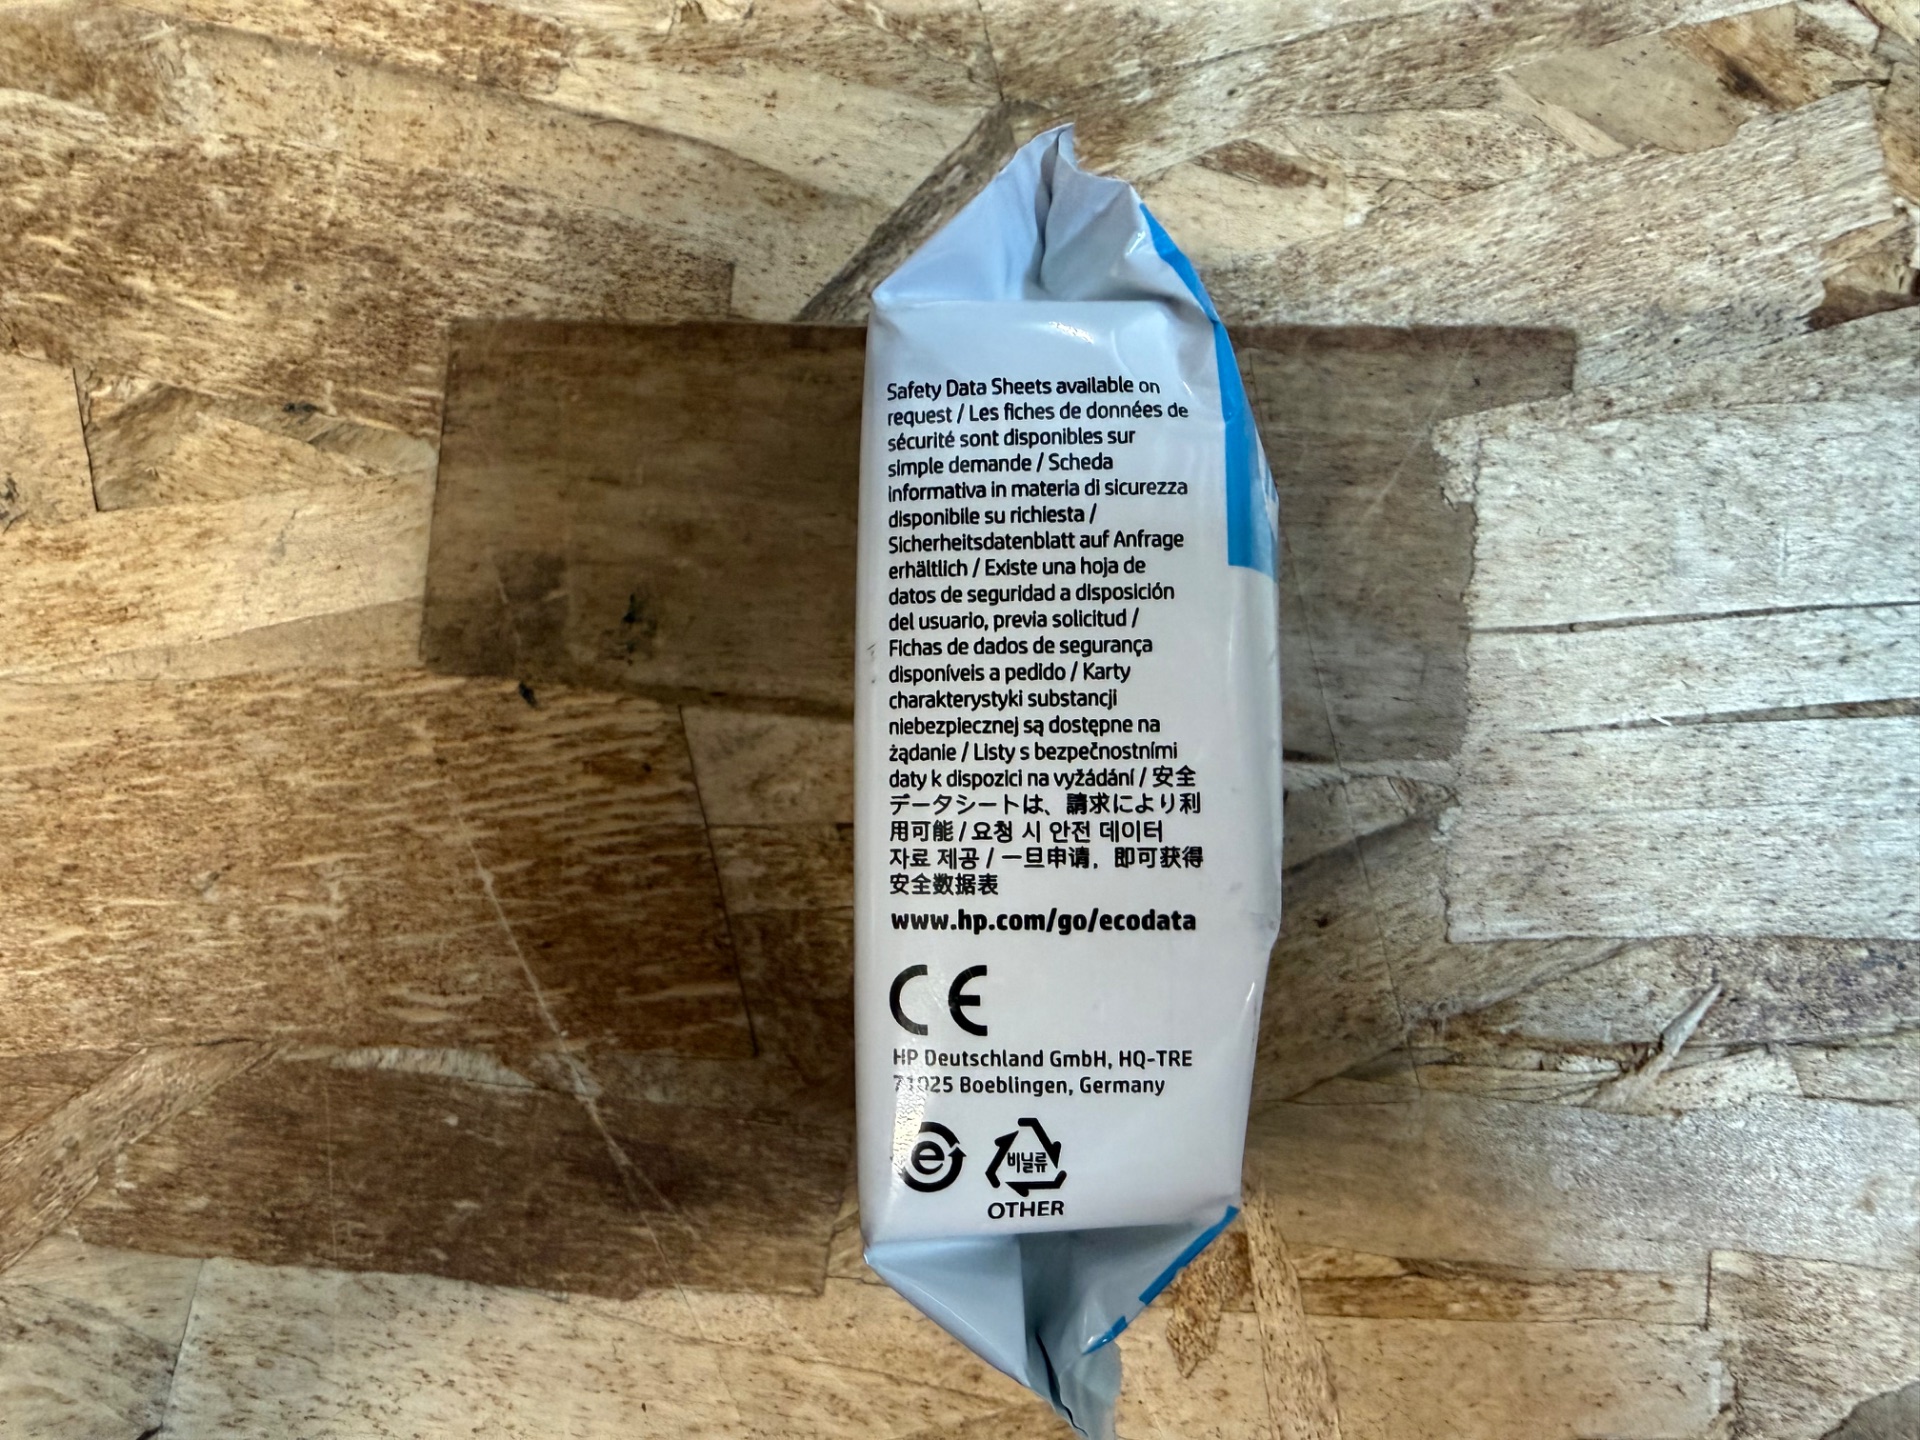 Safety Data Sheets available on
request / Les fiches de données de
sécurité sont disponibles sur
simple demande / Scheda
informativa in materia di sicurezza
disponibile su richiesta /
Sicherheitsdatenblatt auf Anfrage
erhältlich / Existe una hoja de
datos de seguridad a disposición
del usuario, previa solicitud /
Fichas de dados de segurança
disponíveis a pedido / Karty
charakterystyki substancji
niebezpiecznej są dostępne na
żądanie / Listy s bezpečnostními
daty k dispozici na vyžádání / 安全
データシートは、請求により利
用可能 / 요청 시 안전 데이터
자료 제공 / 一旦申请，即可获得
安全数据表
www.hp.com/go/ecodata
CE
HP Deutschland GmbH, HQ-TRE
71025 Boeblingen, Germany
e
비닐류
OTHER